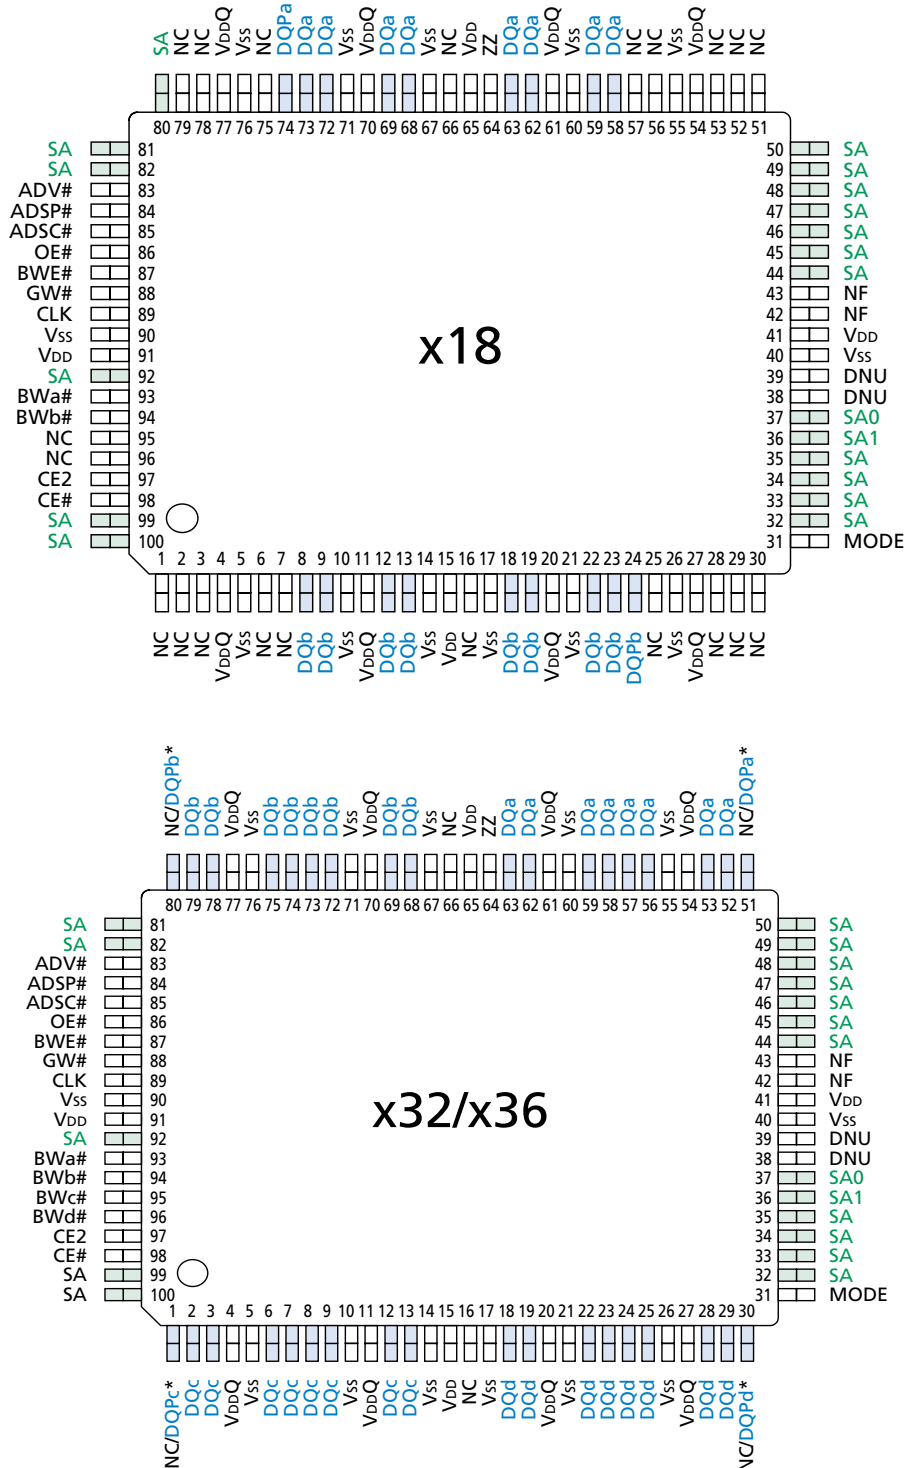 SA NC NC VDDQ VSS NC DQPa DQa DQa VSS VDDQ DQa DQa VSS NC VDD ZZ DQa DQa VDDQ VSS DQa DQa NC NC VSS VDDQ NC NC NC
80 79 78 77 76 75 74 73 72 71 70 69 68 67 66 65 64 63 62 61 60 59 58 57 56 55 54 53 52 51
SA 81 50 SA
SA 82 49 SA
ADV# 83 48 SA
ADSP# 84 47 SA
ADSC# 85 46 SA
OE# 86 45 SA
BWE# 87 44 SA
GW# 88 43 NF
CLK 89 42 NF
VSS 90 41 VDD
x18
VDD 91 40 VSS
SA 92 39 DNU
BWa# 93 38 DNU
BWb# 94 37 SA0
NC 95 36 SA1
NC 96 35 SA
CE2 97 34 SA
CE# 98 33 SA
SA 99 32 SA
SA 100 31 MODE
1 2 3 4 5 6 7 8 9 10 11 12 13 14 15 16 17 18 19 20 21 22 23 24 25 26 27 28 29 30
NC NC NC VDDQ VSS NC NC DQb DQb VSS VDDQ DQb DQb VSS VDD NC VSS DQb DQb VDDQ VSS DQb DQb DQPb NC VSS VDDQ NC NC NC
NC/DQPb* DQb DQb VDDQ VSS DQb DQb DQb DQb VSS VDDQ DQb DQb VSS NC VDD ZZ DQa DQa VDDQ VSS DQa DQa DQa DQa VSS VDDQ DQa DQa NC/DQPa*
80 79 78 77 76 75 74 73 72 71 70 69 68 67 66 65 64 63 62 61 60 59 58 57 56 55 54 53 52 51
SA 81 50 SA
SA 82 49 SA
ADV# 83 48 SA
ADSP# 84 47 SA
ADSC# 85 46 SA
OE# 86 45 SA
BWE# 87 44 SA
GW# 88 43 NF
CLK 89 42 NF
VSS 90 41 VDD
x32/x36
VDD 91 40 VSS
SA 92 39 DNU
BWa# 93 38 DNU
BWb# 94 37 SA0
BWc# 95 36 SA1
BWd# 96 35 SA
CE2 97 34 SA
CE# 98 33 SA
SA 99 32 SA
SA 100 31 MODE
1 2 3 4 5 6 7 8 9 10 11 12 13 14 15 16 17 18 19 20 21 22 23 24 25 26 27 28 29 30
NC/DQPc* DQc DQc VDDQ VSS DQc DQc DQc DQc VSS VDDQ DQc DQc VSS VDD NC VSS DQd DQd VDDQ VSS DQd DQd DQd DQd VSS VDDQ DQd DQd NC/DQPd*